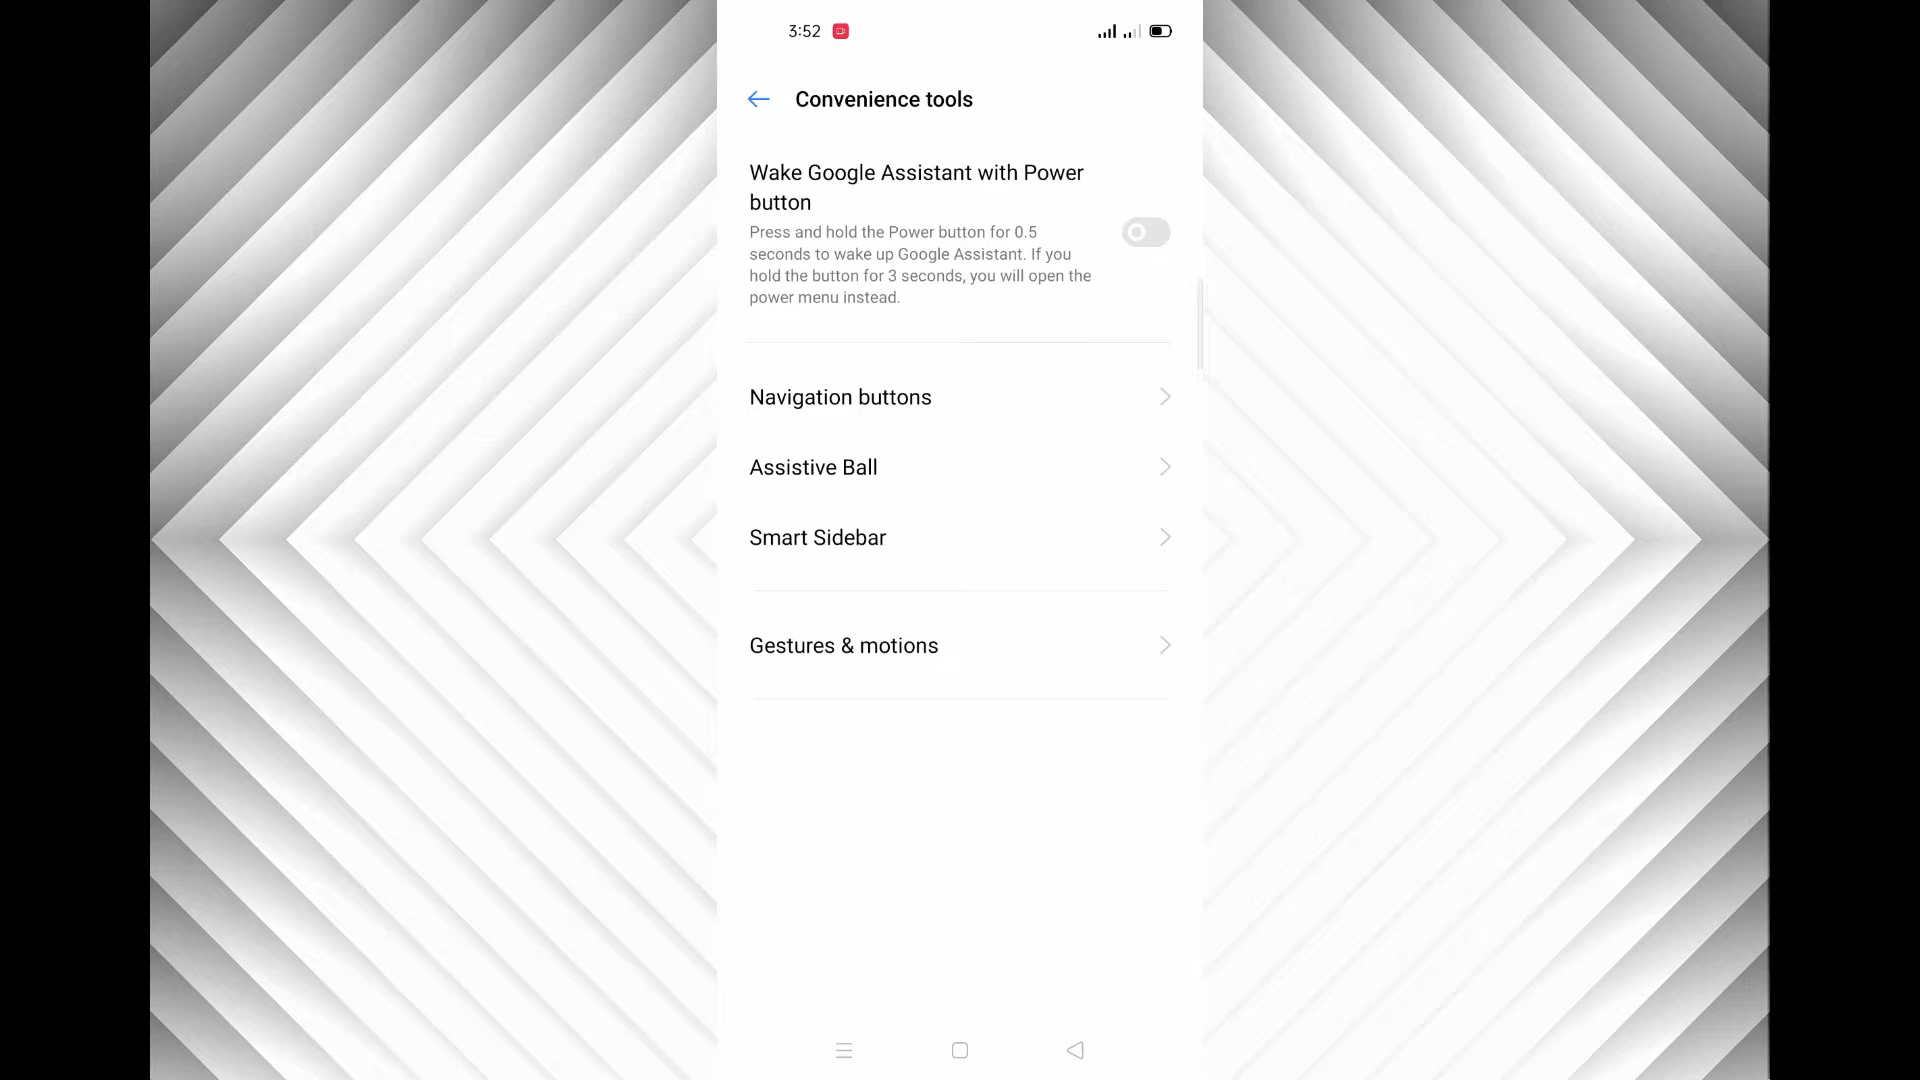 3:52
Convenience tools
Wake Google Assistant with Power
button
Press and hold the Power button for 0.5
seconds to wake up Google Assistant. If you
hold the button for 3 seconds, you will open the
power menu instead.
Navigation buttons
Assistive Ball
Smart Sidebar
Gestures & motions